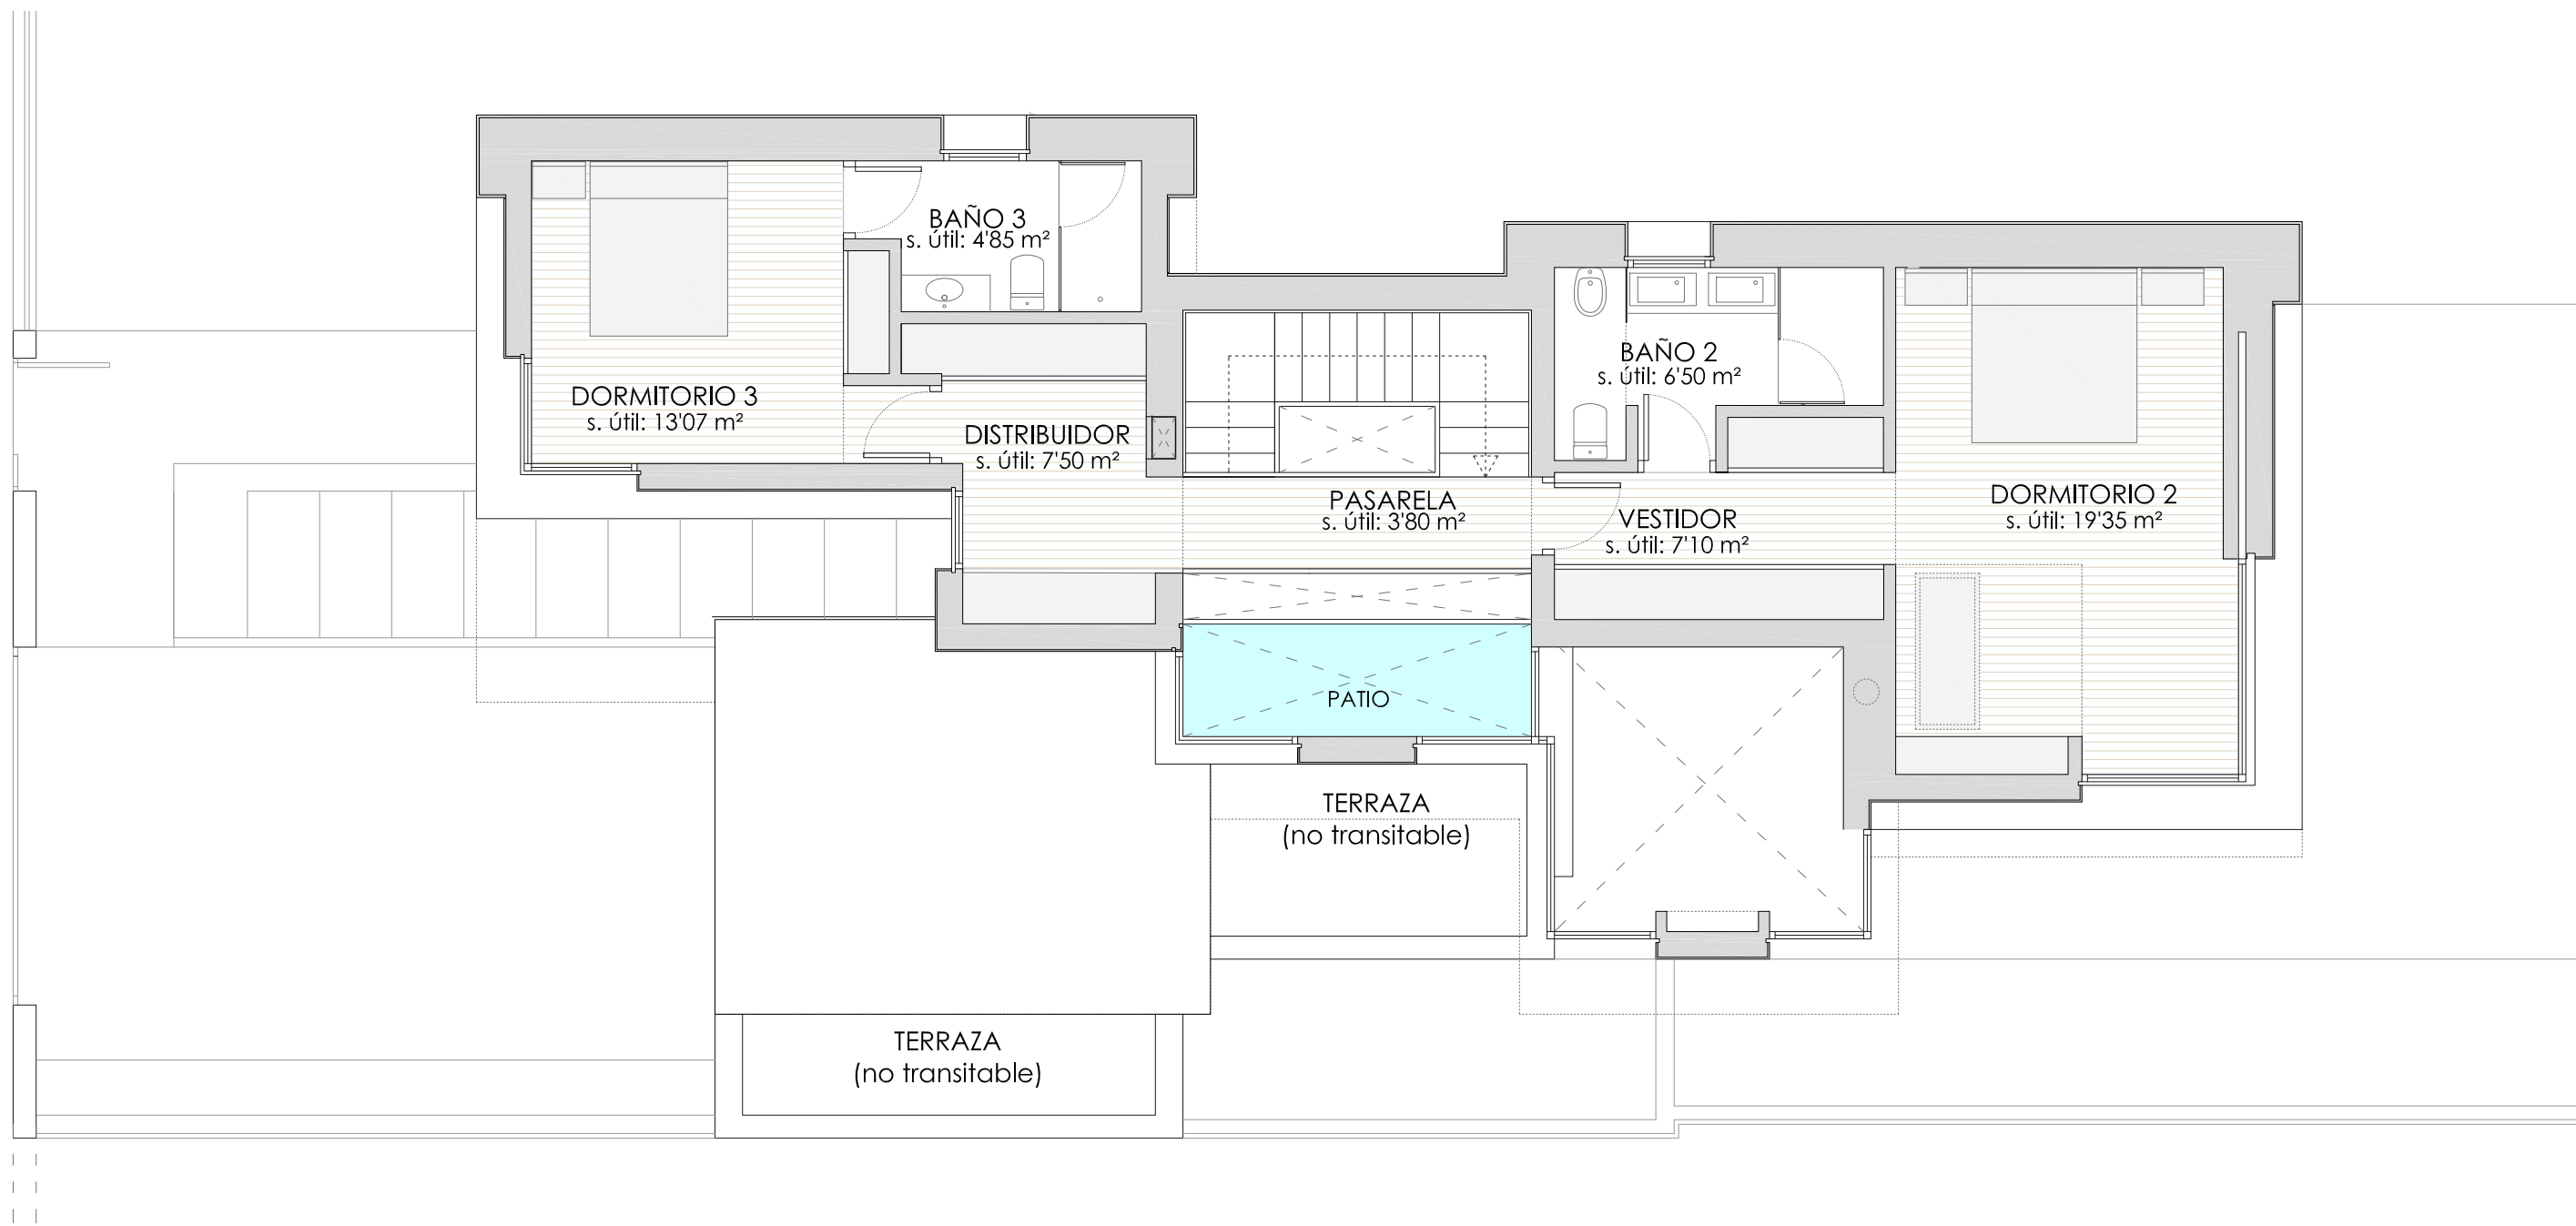 BAÑO 3
s. útil: 4'85 m²
DORMITORIO 3
s. útil: 13'07 m²
DISTRIBUIDOR
s. útil: 7'50 m²
BAÑO 2
s. útil: 6'50 m²
PASARELA
s. útil: 3'80 m²
VESTIDOR
s. útil: 7'10 m²
DORMITORIO 2
s. útil: 19'35 m²
PATIO
TERRAZA
(no transitable)
TERRAZA
(no transitable)